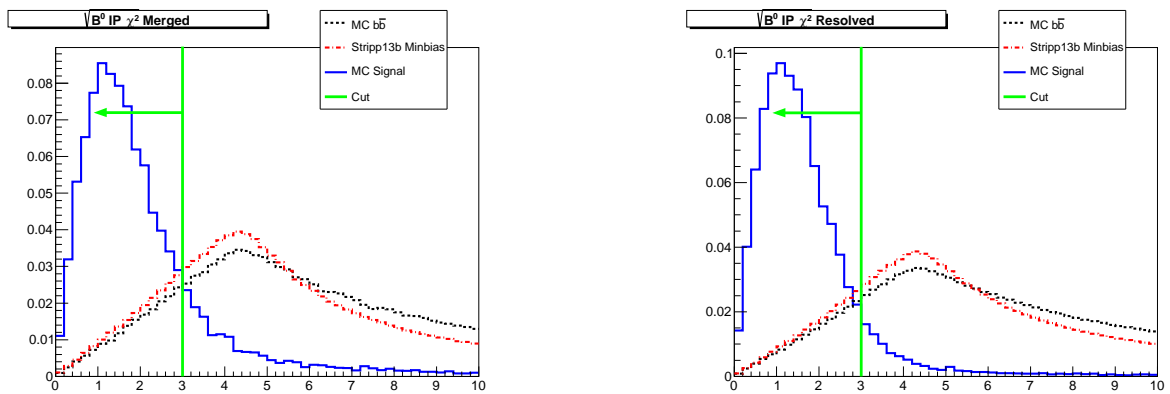 √B⁰ IP χ² Merged
MC bb̅
Stripp13b Minbias
MC Signal
Cut
0.08
0.07
0.06
0.05
0.04
0.03
0.02
0.01
0
0 1 2 3 4 5 6 7 8 9 10
√B⁰ IP χ² Resolved
MC bb̅
Stripp13b Minbias
MC Signal
Cut
0.1
0.08
0.06
0.04
0.02
0
0 1 2 3 4 5 6 7 8 9 10